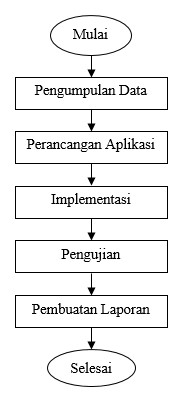 Mulai
Pengumpulan Data
Perancangan Aplikasi
Implementasi
Pengujian
Pembuatan Laporan
Selesai